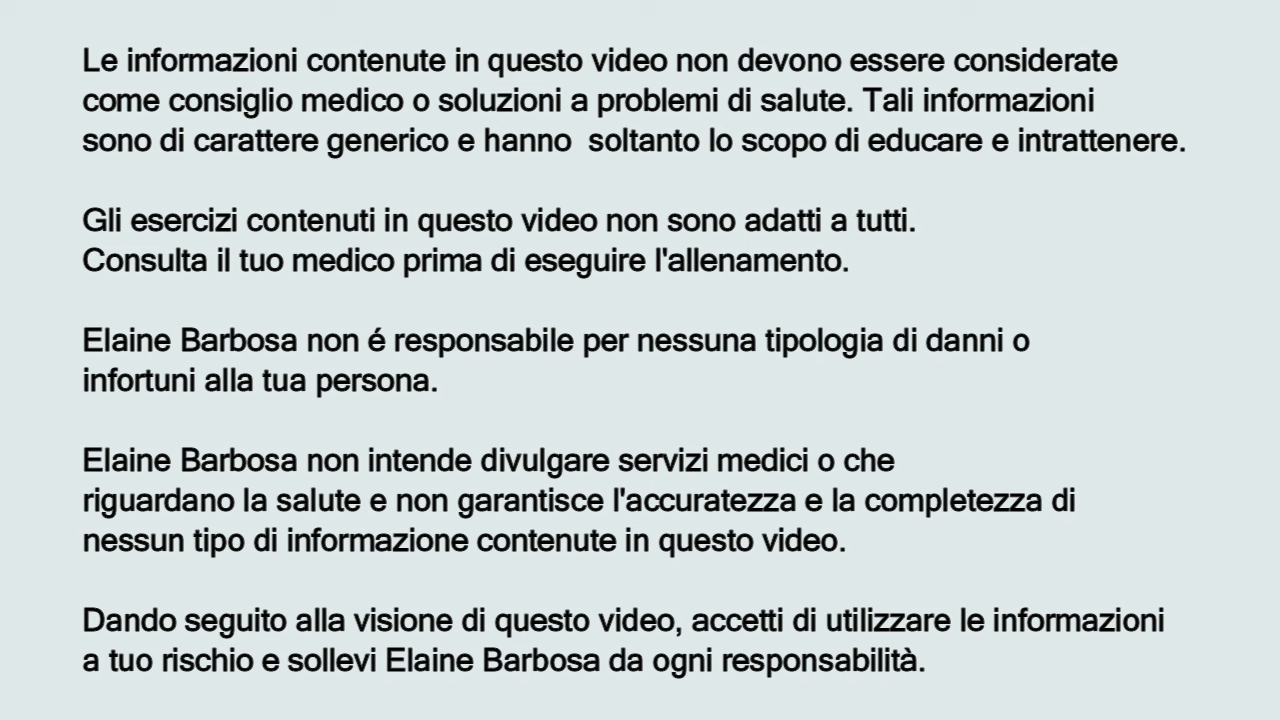 Le informazioni contenute in questo video non devono essere considerate
come consiglio medico o soluzioni a problemi di salute. Tali informazioni
sono di carattere generico e hanno  soltanto lo scopo di educare e intrattenere.
Gli esercizi contenuti in questo video non sono adatti a tutti.
Consulta il tuo medico prima di eseguire l'allenamento.
Elaine Barbosa non é responsabile per nessuna tipologia di danni o
infortuni alla tua persona.
Elaine Barbosa non intende divulgare servizi medici o che
riguardano la salute e non garantisce l'accuratezza e la completezza di
nessun tipo di informazione contenute in questo video.
Dando seguito alla visione di questo video, accetti di utilizzare le informazioni
a tuo rischio e sollevi Elaine Barbosa da ogni responsabilità.